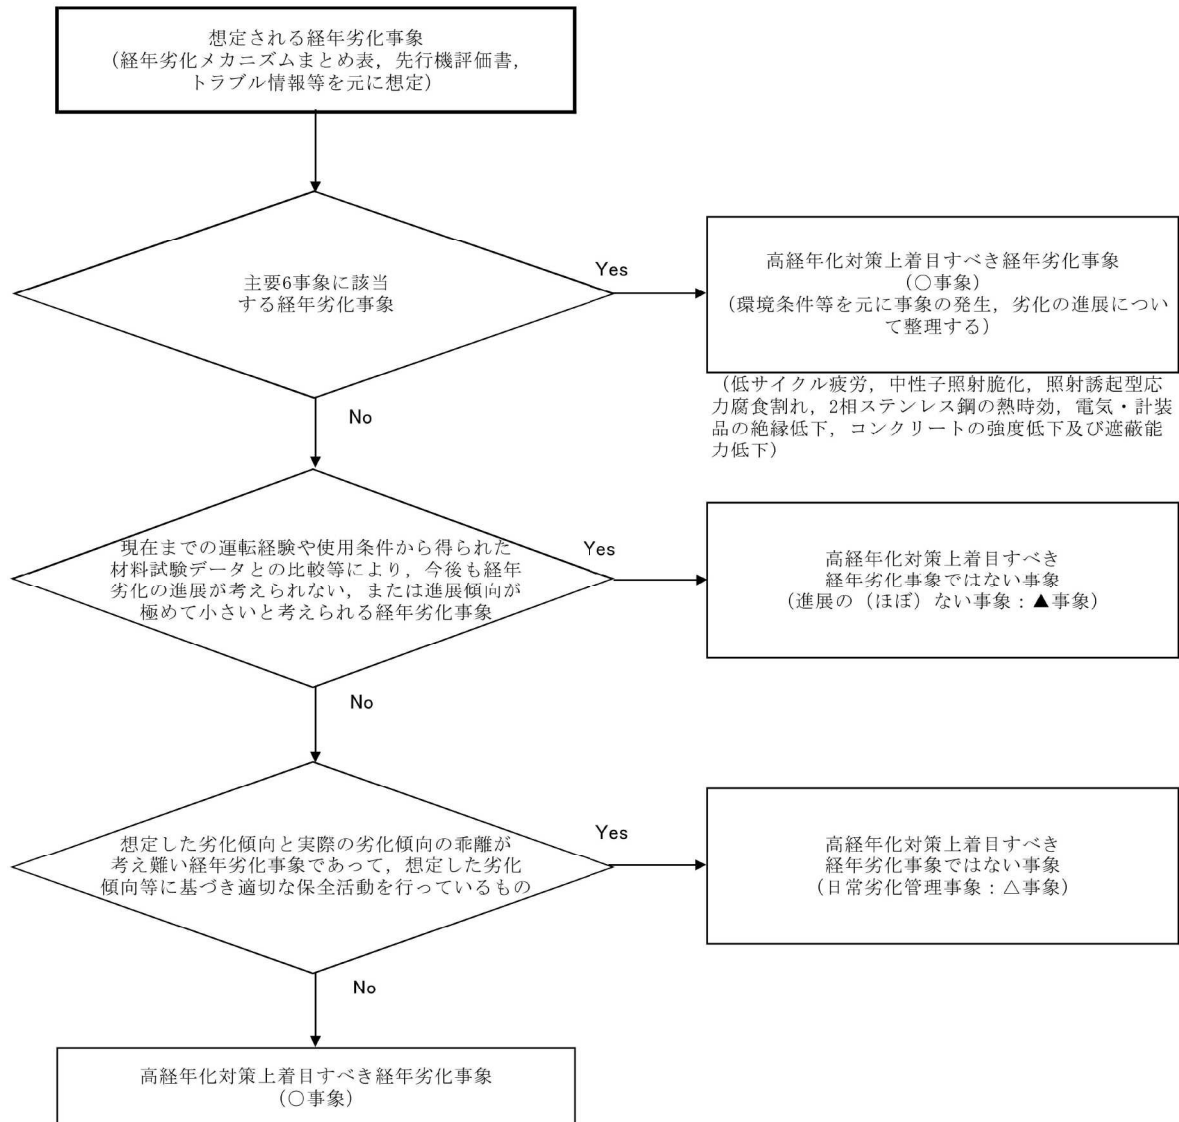 想定される経年劣化事象
（経年劣化メカニズムまとめ表，先行機評価書，
トラブル情報等を元に想定）
主要6事象に該当
する経年劣化事象
Yes
高経年化対策上着目すべき経年劣化事象
（○事象）
（環境条件等を元に事象の発生，劣化の進展につい
て整理する）
（低サイクル疲労，中性子照射脆化，照射誘起型応
力腐食割れ，2相ステンレス鋼の熱時効，電気・計装
品の絶縁低下，コンクリートの強度低下及び遮蔽能
力低下）
No
現在までの運転経験や使用条件から得られた
材料試験データとの比較等により，今後も経年
劣化の進展が考えられない，または進展傾向が
極めて小さいと考えられる経年劣化事象
Yes
高経年化対策上着目すべき
経年劣化事象ではない事象
（進展の（ほぼ）ない事象：▲事象）
No
想定した劣化傾向と実際の劣化傾向の乖離が
考え難い経年劣化事象であって，想定した劣化
傾向等に基づき適切な保全活動を行っているもの
Yes
高経年化対策上着目すべき
経年劣化事象ではない事象
（日常劣化管理事象：△事象）
No
高経年化対策上着目すべき経年劣化事象
（○事象）